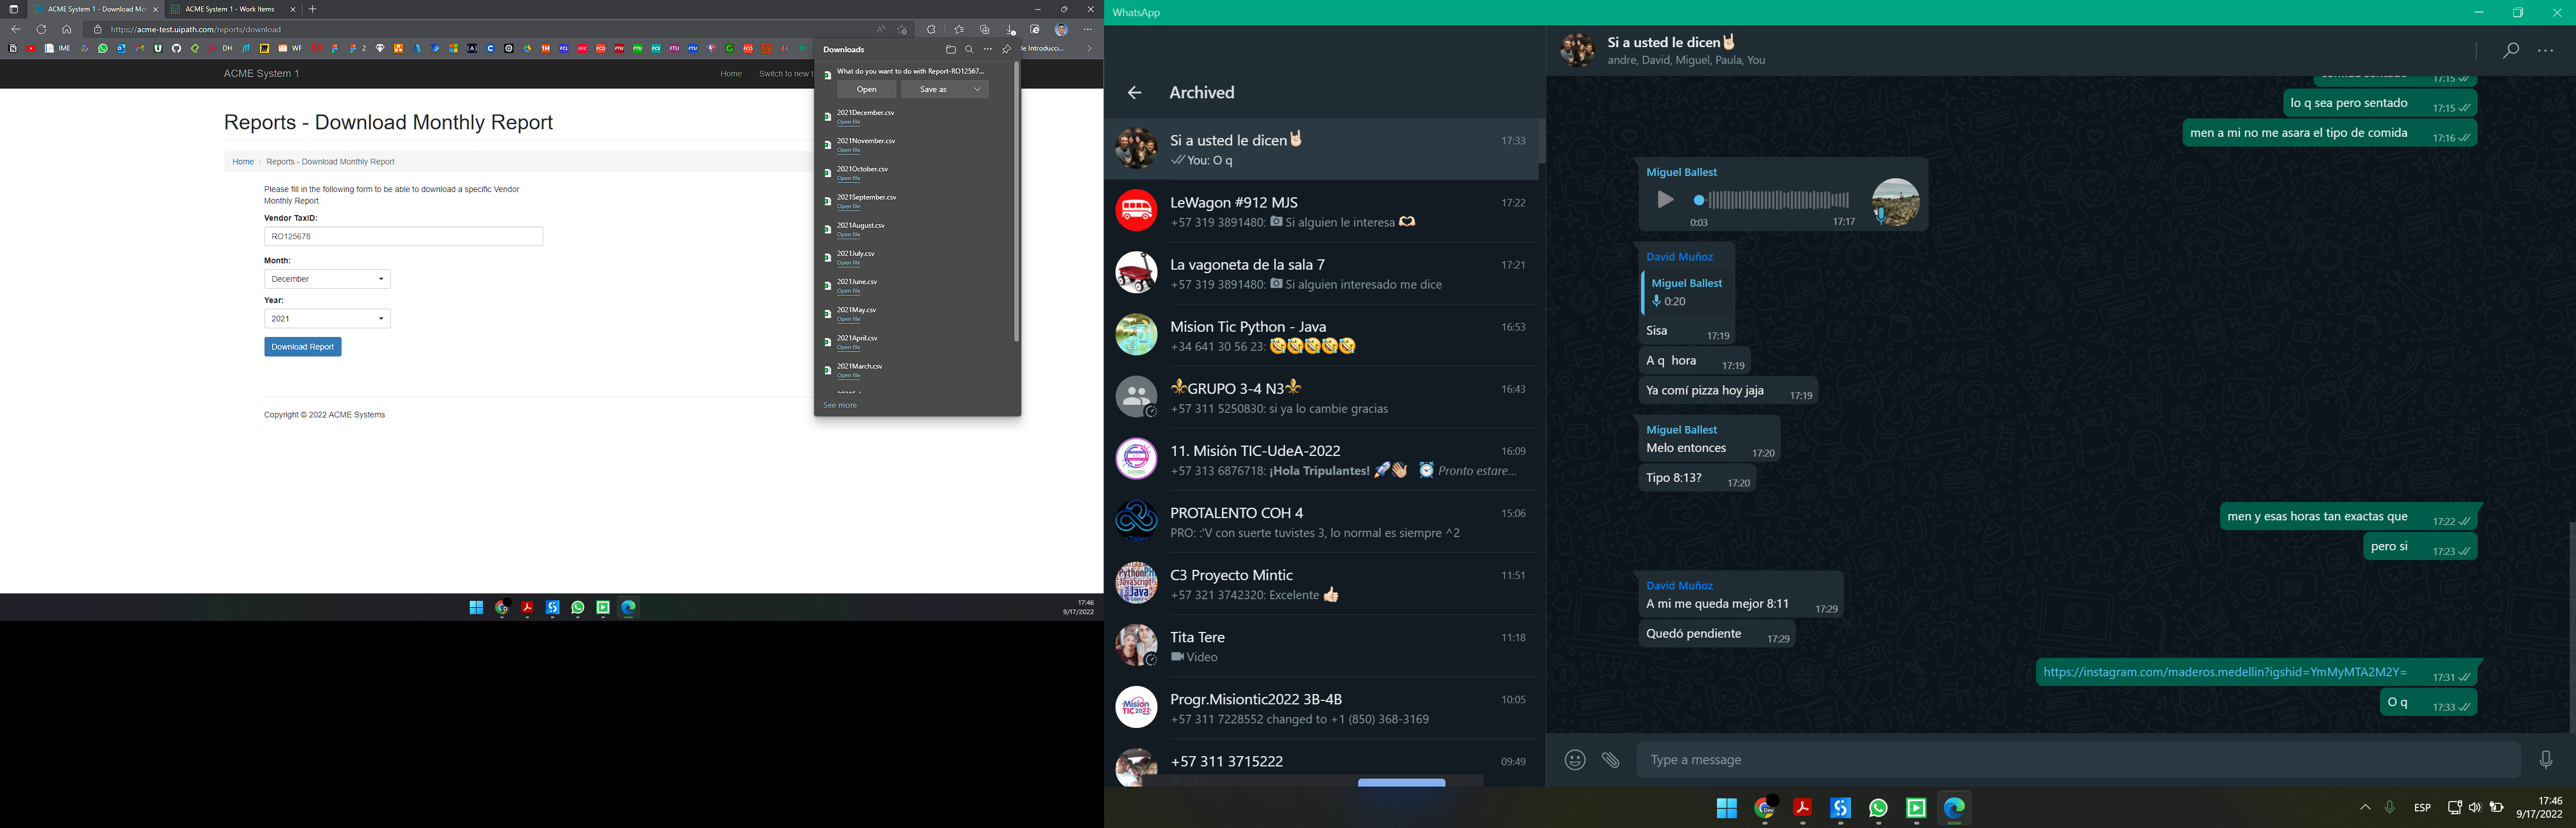 ACME System 1 - Download Mo
ACME System 1 - Work Items
https://acme-test.uipath.com/reports/download
IME
DH
WF
2
1H
FCL
CFC
FCO
FTU
FTU
FCS
FTU
FTU
FCO
le Introducci...
ACME System 1
Home
Switch to new t
Reports - Download Monthly Report
Home / Reports - Download Monthly Report
Please fill in the following form to be able to download a specific Vendor
Monthly Report.
Vendor TaxID:
RO125678
Month:
December
Year:
2021
Download Report
Copyright © 2022 ACME Systems
Downloads
What do you want to do with Report-RO12567...
Open
Save as
2021December.csv
Open file
2021November.csv
Open file
2021October.csv
Open file
2021September.csv
Open file
2021August.csv
Open file
2021July.csv
Open file
2021June.csv
Open file
2021May.csv
Open file
2021April.csv
Open file
2021March.csv
Open file
See more
17:46
9/17/2022
WhatsApp
Archived
Si a usted le dicen🤘🏻
17:33
You: O q
LeWagon #912 MJS
17:22
+57 319 3891480: 📷 Si alguien le interesa 🫶🏻
La vagoneta de la sala 7
17:21
+57 319 3891480: 📷 Si alguien interesado me dice
Mision Tic Python - Java
16:53
+34 641 30 56 23: 🤣🤣🤣🤣🤣
⚜️GRUPO 3-4 N3⚜️
16:43
+57 311 5250830: si ya lo cambie gracias
11. Misión TIC-UdeA-2022
16:09
+57 313 6876718: ¡Hola Tripulantes! 🚀👋🏽 ⏰ Pronto estare...
PROTALENTO COH 4
15:06
PRO: :'V con suerte tuvistes 3, lo normal es siempre ^2
C3 Proyecto Mintic
11:51
+57 321 3742320: Excelente 👍🏻
Tita Tere
11:18
Video
Progr.Misiontic2022 3B-4B
10:05
+57 311 7228552 changed to +1 (850) 368-3169
+57 311 3715222
09:49
Si a usted le dicen🤘🏻
andre, David, Miguel, Paula, You
17:15
lo q sea pero sentado 17:15
men a mi no me asara el tipo de comida 17:16
Miguel Ballest
0:03
17:17
David Muñoz
Miguel Ballest
0:20
Sisa 17:19
A q hora 17:19
Ya comí pizza hoy jaja 17:19
Miguel Ballest
Melo entonces 17:20
Tipo 8:13? 17:20
men y esas horas tan exactas que 17:22
pero si 17:23
David Muñoz
A mi me queda mejor 8:11 17:29
Quedó pendiente 17:29
https://instagram.com/maderos.medellin?igshid=YmMyMTA2M2Y= 17:31
O q 17:33
Type a message
ESP
17:46
9/17/2022